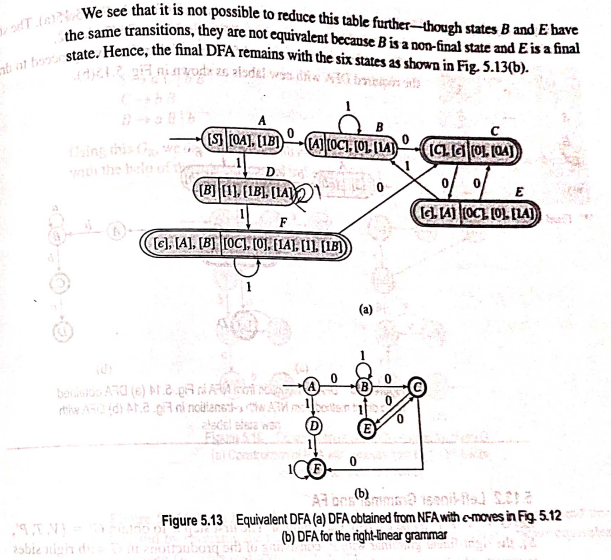 We see that it is not possible to reduce this table further—though states B and E have
the same transitions, they are not equivalent because B is a non-final state and E is a final
state. Hence, the final DFA remains with the six states as shown in Fig. 5.13(b).
A
[S] [0A], [1B]
0
1
B
[A] [0C], [0], [1A]
0
C
[C], [ϵ] [0], [0A]
1
D
[B] [1], [1B], [1A]
1
0
1
0
0
E
[ϵ], [A] [0C], [0], [1A]
1
F
[ϵ], [A], [B] [0C], [0], [1A], [1], [1B]
1
(a)
1
A
0
B
0
C
1
D
1
E
0
0
1
1
F
0
(b)
Figure 5.13 Equivalent DFA (a) DFA obtained from NFA with ϵ-moves in Fig. 5.12
(b) DFA for the right-linear grammar